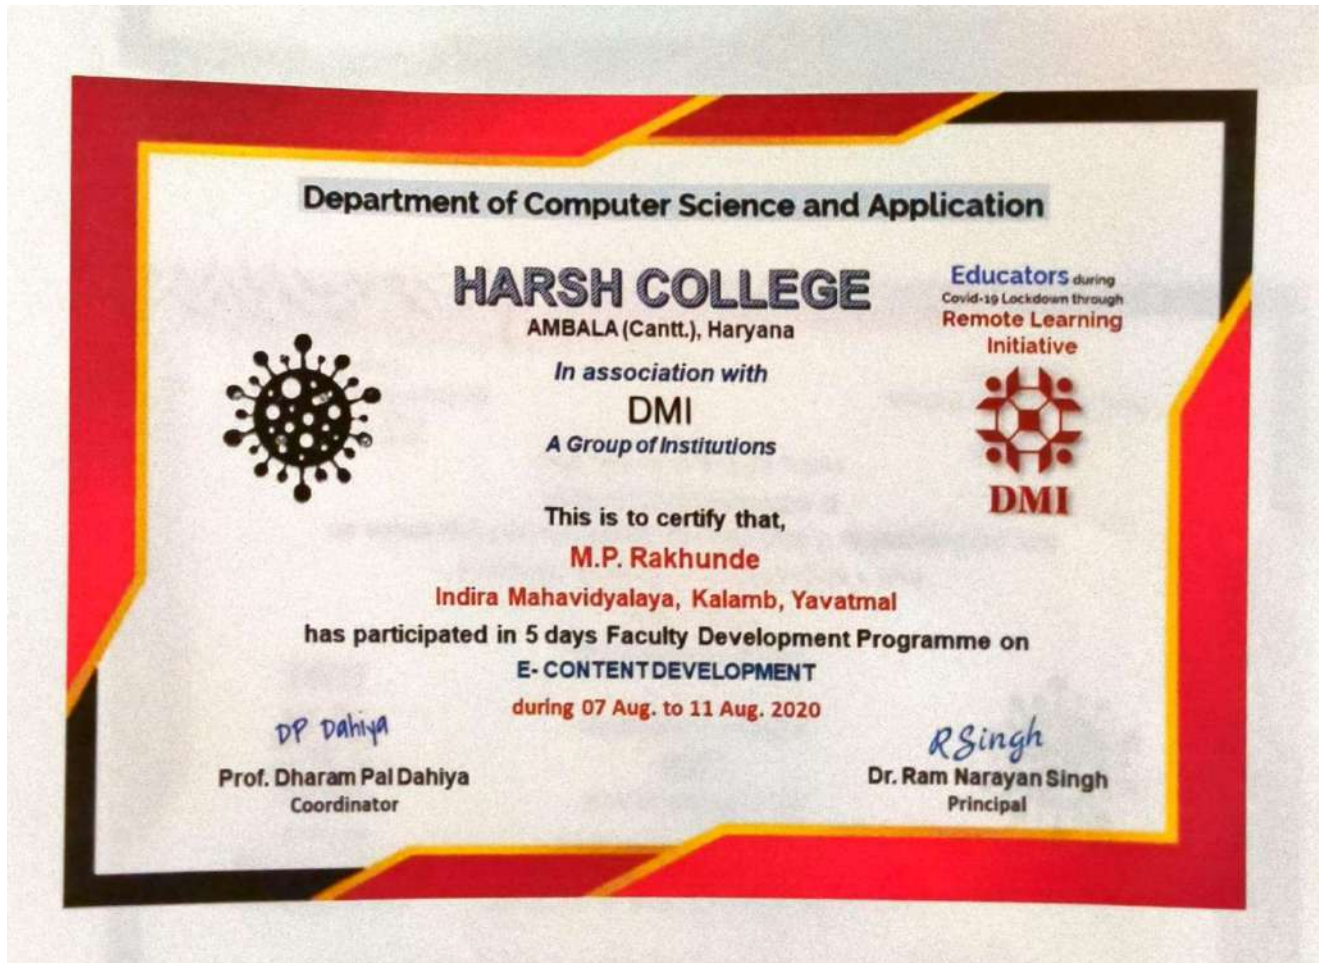 Department of Computer Science and Application
HARSH COLLEGE
AMBALA (Cantt.), Haryana
In association with
DMI
A Group of Institutions
Educators during
Covid-19 Lockdown through
Remote Learning
Initiative
DMI
This is to certify that,
M.P. Rakhunde
Indira Mahavidyalaya, Kalamb, Yavatmal
has participated in 5 days Faculty Development Programme on
E- CONTENT DEVELOPMENT
during 07 Aug. to 11 Aug. 2020
DP Dahiya
Prof. Dharam Pal Dahiya
Coordinator
R Singh
Dr. Ram Narayan Singh
Principal